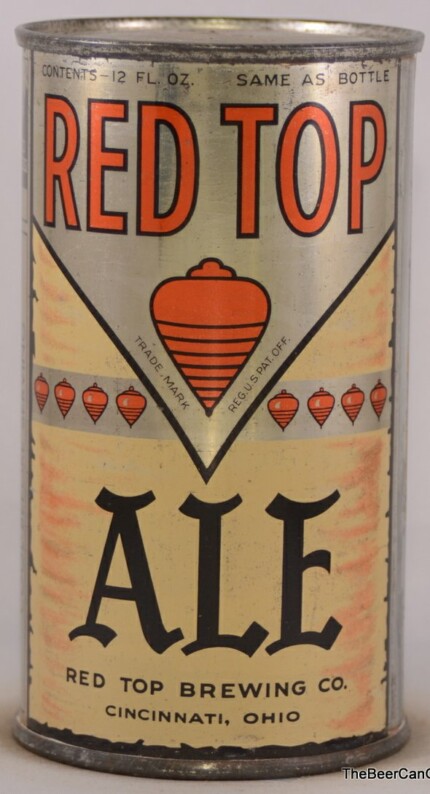 CONTENTS-12 FL. OZ. SAME AS BOTTLE
RED TOP
TRADE MARK REG. U.S. PAT. OFF.
ALE
RED TOP BREWING CO.
CINCINNATI, OHIO
TheBeerCanG